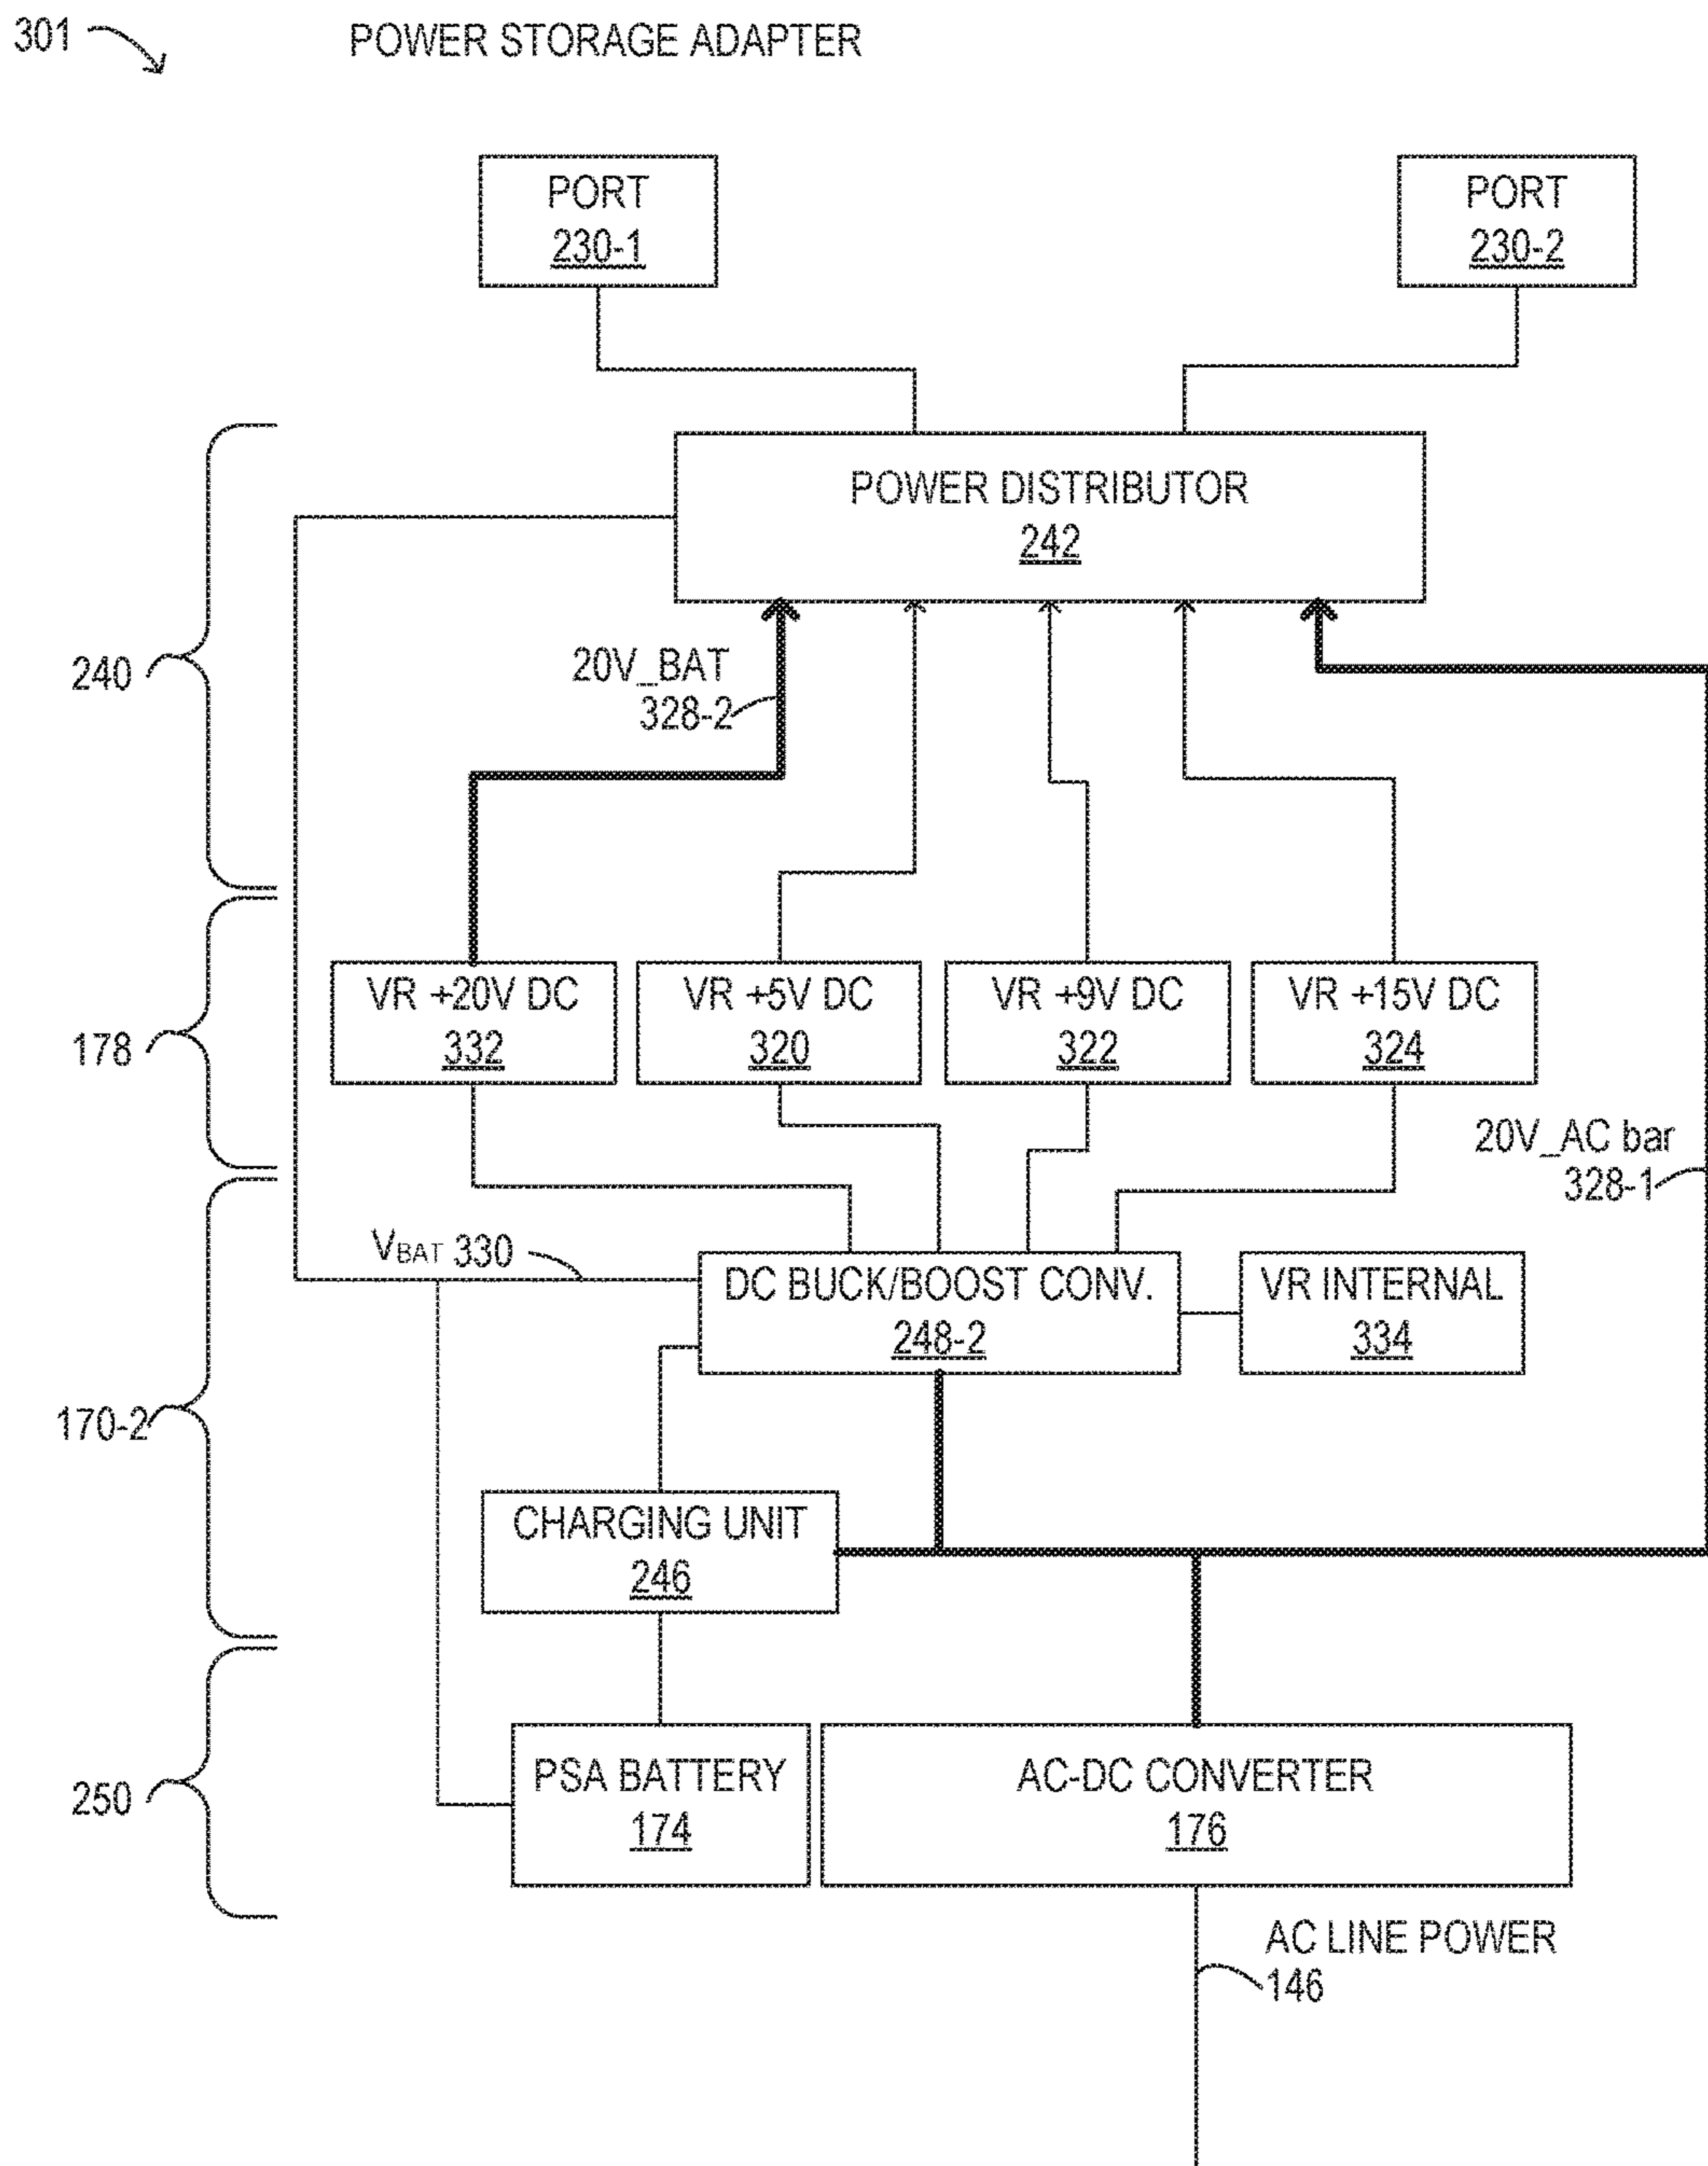 301
POWER STORAGE ADAPTER
PORT
230-1
PORT
230-2
POWER DISTRIBUTOR
242
240
20V_BAT
328-2
VR +20V DC
332
VR +5V DC
320
VR +9V DC
322
VR +15V DC
324
178
20V_AC bar
328-1
VBAT 330
DC BUCK/BOOST CONV.
248-2
VR INTERNAL
334
170-2
CHARGING UNIT
246
PSA BATTERY
174
AC-DC CONVERTER
176
250
AC LINE POWER
146